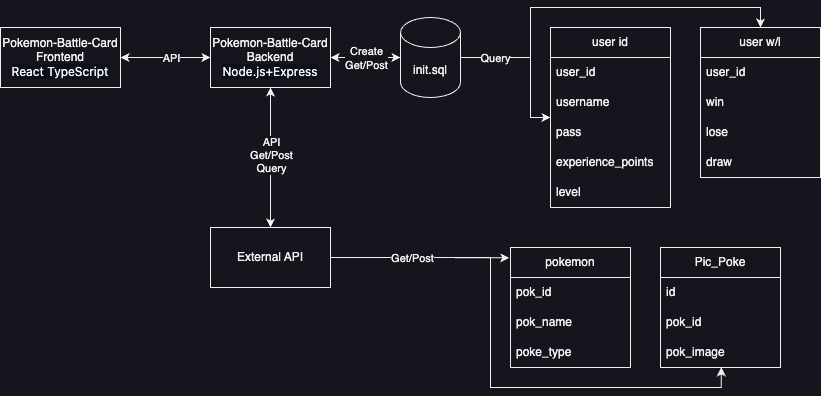 Pokemon-Battle-Card
Frontend
React TypeScript
API
Pokemon-Battle-Card
Backend
Node.js+Express
Create
Get/Post
init.sql
Query
user id
user_id
username
pass
experience_points
level
user w/l
user_id
win
lose
draw
API
Get/Post
Query
External API
Get/Post
pokemon
pok_id
pok_name
poke_type
Pic_Poke
id
pok_id
pok_image